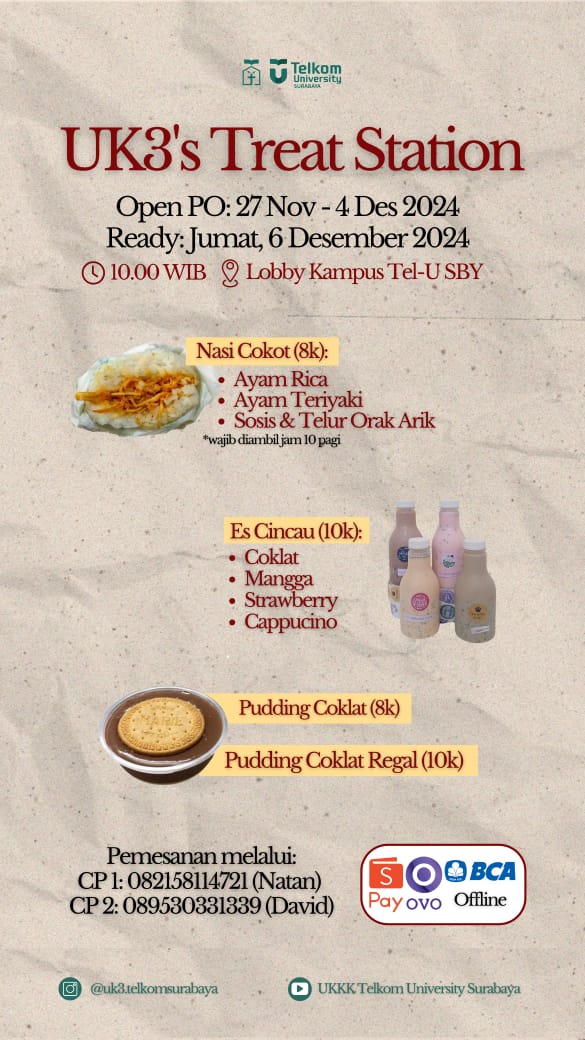 Telkom
University
SURABAYA
UK3's Treat Station
Open PO: 27 Nov - 4 Des 2024
Ready: Jumat, 6 Desember 2024
10.00 WIB Lobby Kampus Tel-U SBY
Nasi Cokot (8k):
• Ayam Rica
• Ayam Teriyaki
• Sosis & Telur Orak Arik
*wajib diambil jam 10 pagi
Es Cincau (10k):
• Coklat
• Mangga
• Strawberry
• Cappucino
Pudding Coklat (8k)
Pudding Coklat Regal (10k)
Pemesanan melalui:
CP 1: 082158114721 (Natan)
CP 2: 089530331339 (David)
S Pay OVO BCA
Offline
@uk3.telkomsurabaya
UKKK Telkom University Surabaya